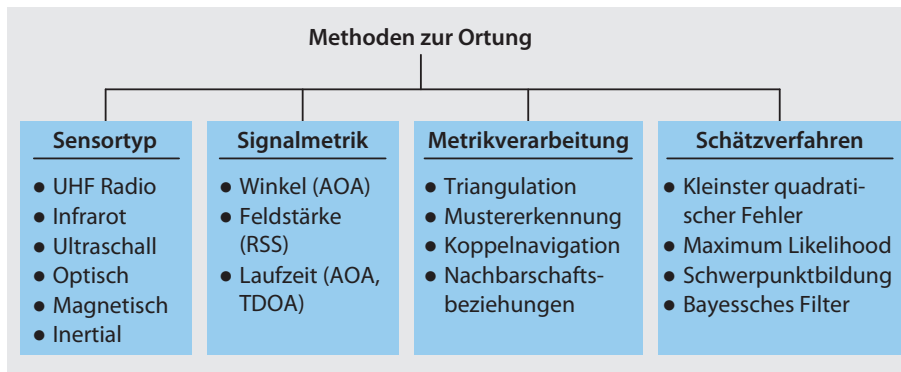 Methoden zur Ortung
Sensortyp
● UHF Radio
● Infrarot
● Ultraschall
● Optisch
● Magnetisch
● Inertial
Signalmetrik
● Winkel (AOA)
● Feldstärke
(RSS)
● Laufzeit (AOA,
TDOA)
Metrikverarbeitung
● Triangulation
● Mustererkennung
● Koppelnavigation
● Nachbarschafts-
beziehungen
Schätzverfahren
● Kleinster quadrati-
scher Fehler
● Maximum Likelihood
● Schwerpunktbildung
● Bayessches Filter